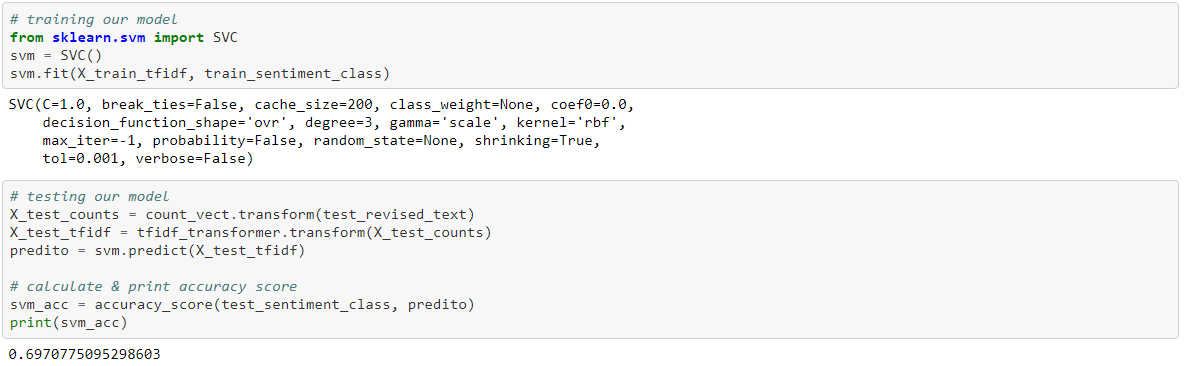 # training our model
from sklearn.svm import SVC
svm = SVC()
svm.fit(X_train_tfidf, train_sentiment_class)
SVC(C=1.0, break_ties=False, cache_size=200, class_weight=None, coef0=0.0,
    decision_function_shape='ovr', degree=3, gamma='scale', kernel='rbf',
    max_iter=-1, probability=False, random_state=None, shrinking=True,
    tol=0.001, verbose=False)
# testing our model
X_test_counts = count_vect.transform(test_revised_text)
X_test_tfidf = tfidf_transformer.transform(X_test_counts)
predito = svm.predict(X_test_tfidf)
# calculate & print accuracy score
svm_acc = accuracy_score(test_sentiment_class, predito)
print(svm_acc)
0.6970775095298603